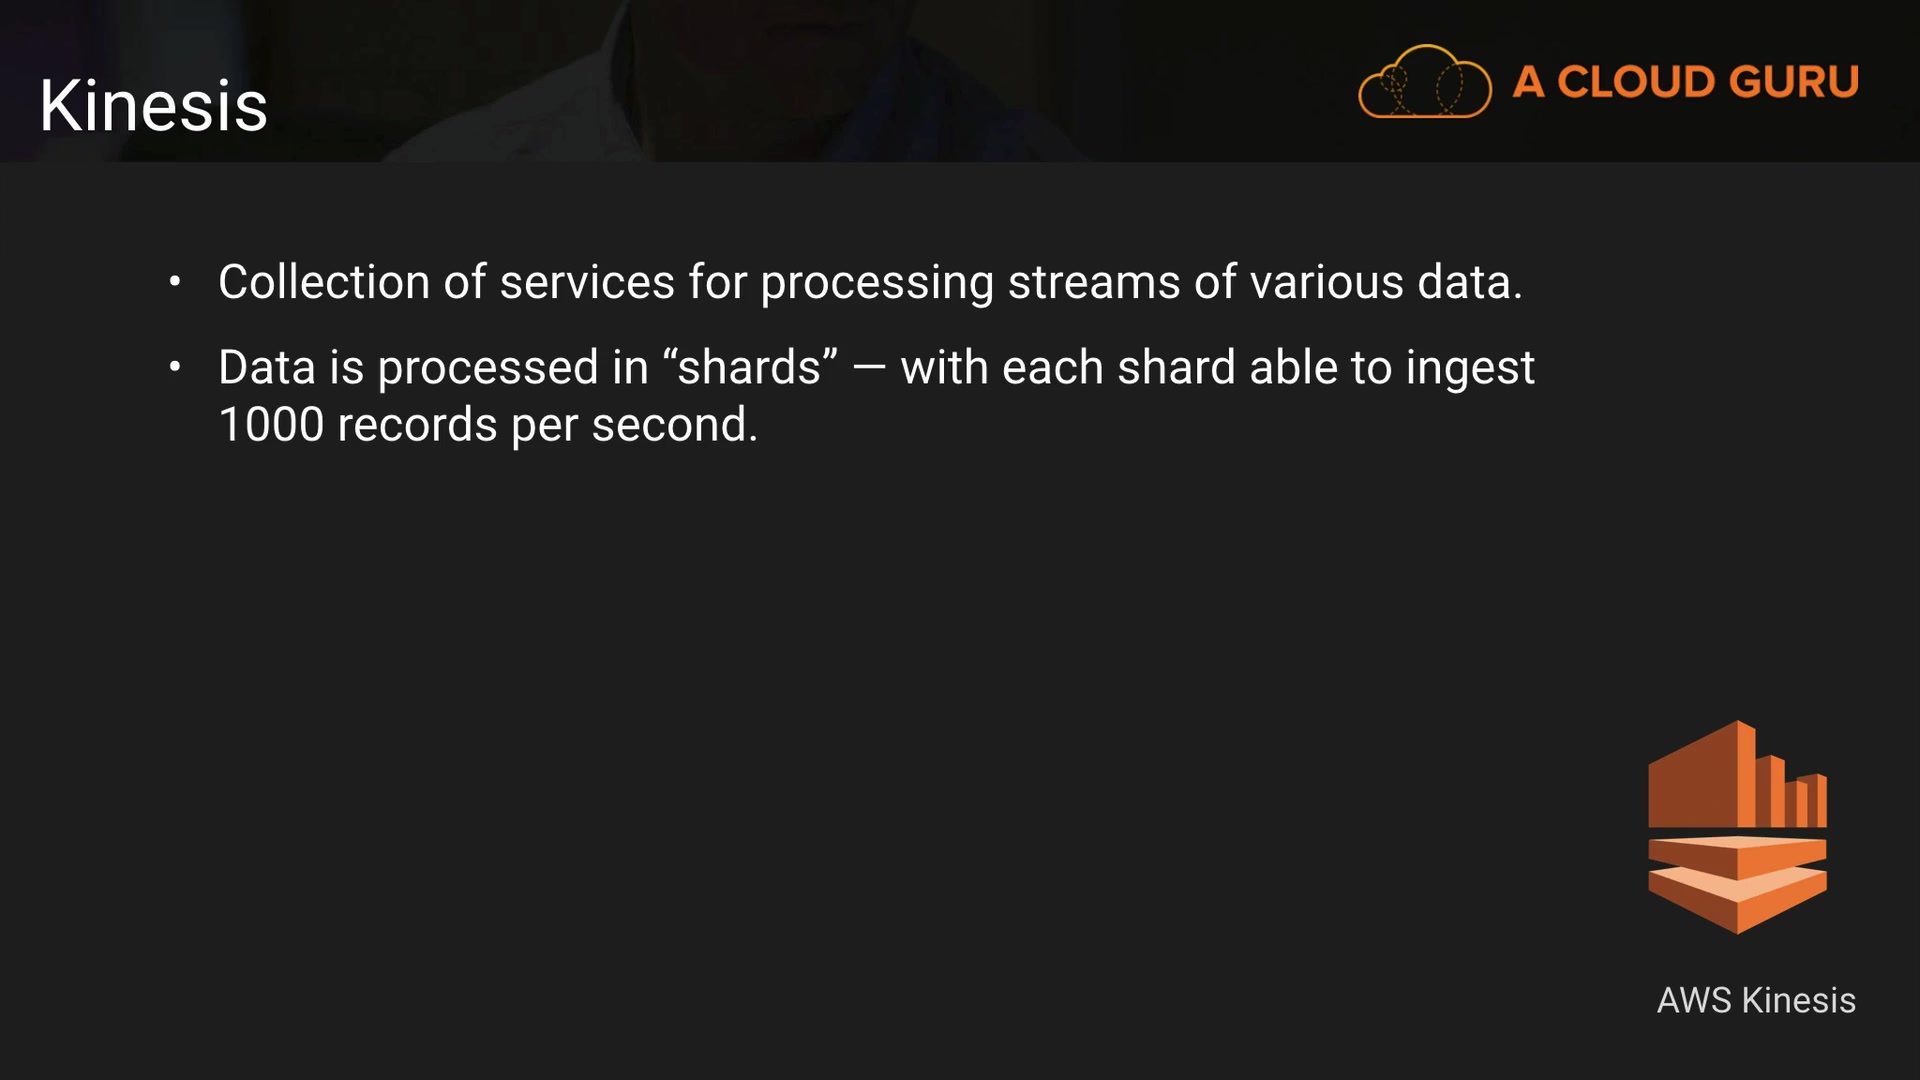 Kinesis
A CLOUD GURU
• Collection of services for processing streams of various data.
• Data is processed in “shards” — with each shard able to ingest
1000 records per second.
AWS Kinesis